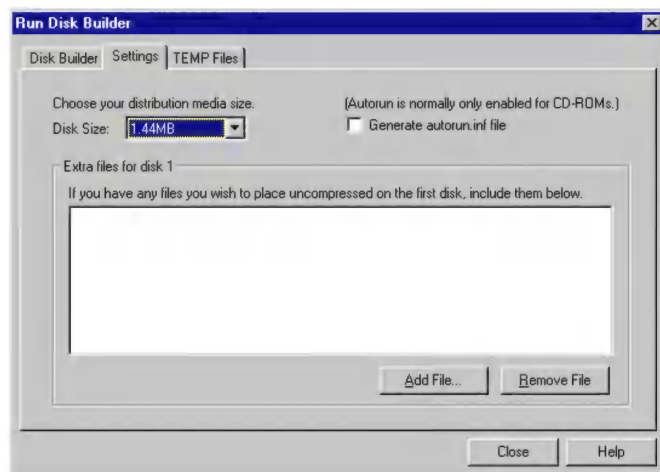 Run Disk Builder
Disk Builder Settings TEMP Files
Choose your distribution media size. (Autorun is normally only enabled for CD-ROMs.)
Disk Size: 1.44MB Generate autorun.inf file
Extra files for disk 1
If you have any files you wish to place uncompressed on the first disk, include them below.
Add File... Remove File
Close Help